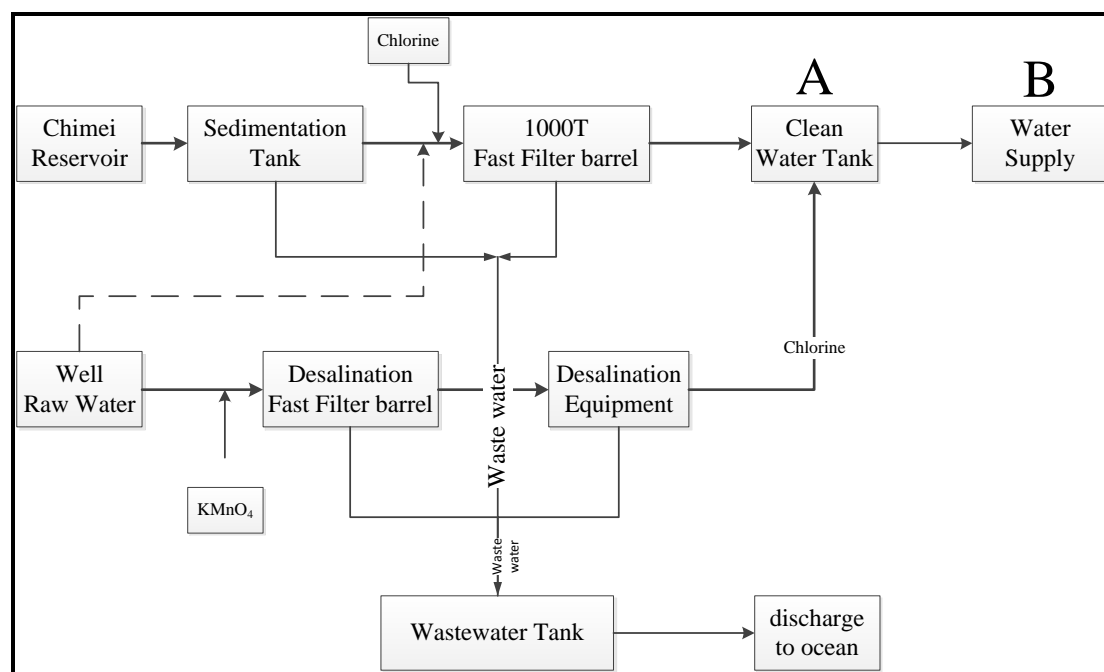 Chlorine
A
B
Chimei
Reservoir
Sedimentation
Tank
1000T
Fast Filter barrel
Clean
Water Tank
Water
Supply
Chlorine
Well
Raw Water
Desalination
Fast Filter barrel
Waste water
Desalination
Equipment
KMnO₄
Waste
water
Wastewater Tank
discharge
to ocean